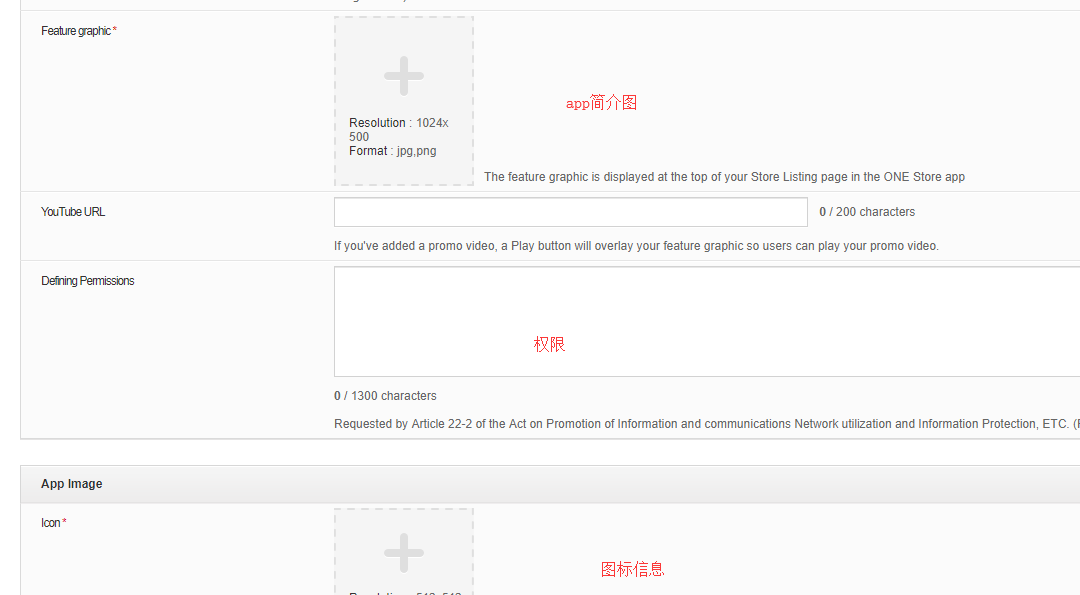 Feature graphic *
Resolution : 1024x
500
Format : jpg,png
app简介图
The feature graphic is displayed at the top of your Store Listing page in the ONE Store app
YouTube URL
0 / 200 characters
If you've added a promo video, a Play button will overlay your feature graphic so users can play your promo video.
Defining Permissions
权限
0 / 1300 characters
Requested by Article 22-2 of the Act on Promotion of Information and communications Network utilization and Information Protection, ETC.
App Image
Icon *
图标信息